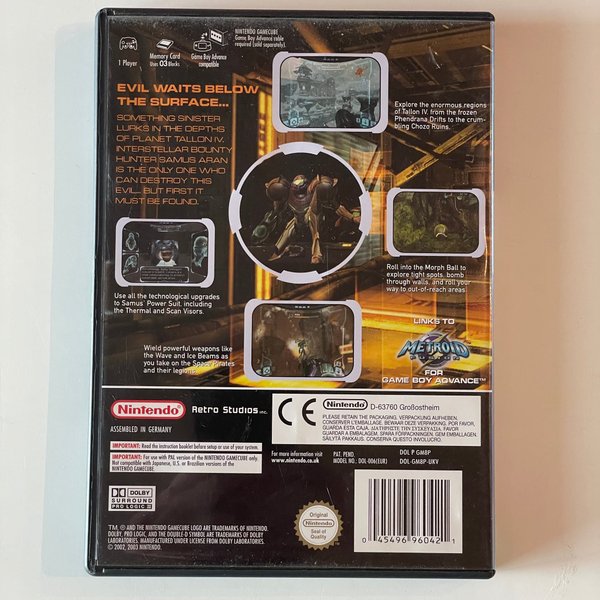 NINTENDO GAMECUBE
Game Boy Advance cable
required (sold separately).
1 Player
Memory Card
Uses 03 Blocks
Game Boy Advance
compatible
EVIL WAITS BELOW
THE SURFACE...
SOMETHING SINISTER
LURKS IN THE DEPTHS
OF PLANET TALLON IV.
INTERSTELLAR BOUNTY
HUNTER SAMUS ARAN
IS THE ONLY ONE WHO
CAN DESTROY THIS
EVIL... BUT FIRST IT
MUST BE FOUND.
Explore the enormous regions
of Tallon IV, from the frozen
Phendrana Drifts to the crum-
bling Chozo Ruins.
Roll into the Morph Ball to
explore tight spots, bomb
through walls, and roll your
way to out-of-reach areas.
Use all the technological upgrades
to Samus' Power Suit, including
the Thermal and Scan Visors.
Wield powerful weapons like
the Wave and Ice Beams as
you take on the Space Pirates
and their legions.
LINKS TO
METROID
FUSION
FOR
GAME BOY ADVANCE™
Nintendo
Retro Studios INC.
CE
Nintendo D-63760 Großostheim
PLEASE RETAIN THE PACKAGING. VERPACKUNG AUFHEBEN.
CONSERVER L'EMBALLAGE. BEWAAR DEZE VERPAKKING. POR FAVOR,
GUARDA ESTA CAJA. ΔΙΑΤΗΡΗΣΤΕ ΤΗΝ ΣΥΣΚΕΥΑΣΙΑ. FAVOR
GUARDAR A EMBALAGEM. SPARA FÖRPACKNINGEN. GEM EMBALLAGEN.
SÄILYTÄ PAKKAUS. CONSERVA QUESTO INVOLUCRO.
ASSEMBLED IN GERMANY
IMPORTANT: Read the instruction booklet before setup or use of your system.
IMPORTANT: For use with PAL version of the NINTENDO GAMECUBE only.
Not compatible with Japanese, U.S. or Brazilian versions of the
NINTENDO GAMECUBE.
For more information visit
www.nintendo.co.uk
PAT. PEND.
MODEL NO.: DOL-006(EUR)
DOL P GM8P
DOL-GM8P-UKV
DOLBY
SURROUND
PRO LOGIC II
Original
Nintendo
Seal of
Quality
TM, ® AND THE NINTENDO GAMECUBE LOGO ARE TRADEMARKS OF NINTENDO.
DOLBY, PRO LOGIC, AND THE DOUBLE-D SYMBOL ARE TRADEMARKS OF DOLBY
LABORATORIES. MANUFACTURED UNDER LICENSE FROM DOLBY LABORATORIES.
© 2002, 2003 NINTENDO.
0 45496 96042 1